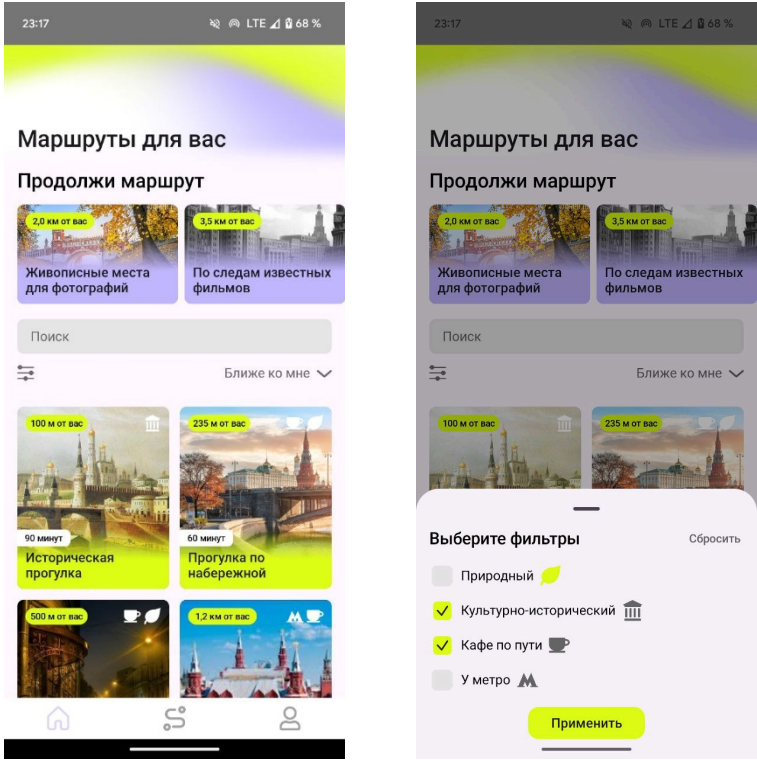 23:17
LTE 68 %
Маршруты для вас
Продолжи маршрут
2,0 км от вас
3,5 км от вас
Живописные места
для фотографий
По следам известных
фильмов
Поиск
Ближе ко мне
100 м от вас
235 м от вас
90 минут
Историческая
прогулка
60 минут
Прогулка по
набережной
500 м от вас
1,2 км от вас
23:17
LTE 68 %
Маршруты для вас
Продолжи маршрут
2,0 км от вас
3,5 км от вас
Живописные места
для фотографий
По следам известных
фильмов
Поиск
Ближе ко мне
100 м от вас
235 м от вас
Выберите фильтры
Сбросить
Природный
Культурно-исторический
Кафе по пути
У метро
Применить